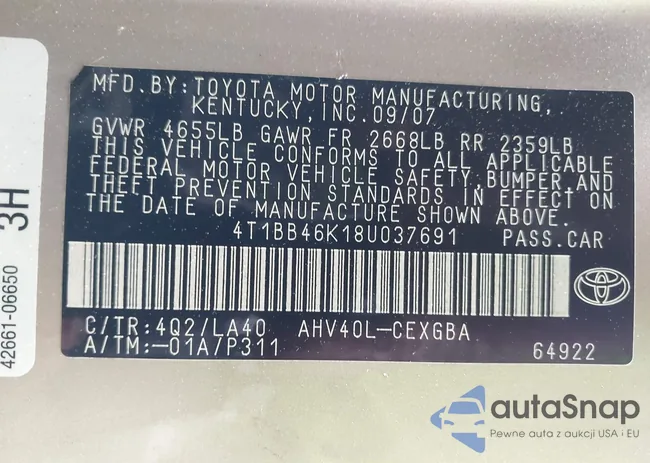 MFD. BY: TOYOTA MOTOR MANUFACTURING,
KENTUCKY, INC. 09/07
GVWR 4655LB GAWR FR 2668LB RR 2359LB
THIS VEHICLE CONFORMS TO ALL APPLICABLE
FEDERAL MOTOR VEHICLE SAFETY, BUMPER, AND
THEFT PREVENTION STANDARDS IN EFFECT ON
THE DATE OF MANUFACTURE SHOWN ABOVE.
4T1BB46K18U037691 PASS. CAR
C/TR: 4Q2/LA40 AHV40L-CEXGBA
A/TM: -01A/P311 64922
42661-06650 3H
autoSnap
Pewne auta z aukcji USA i EU